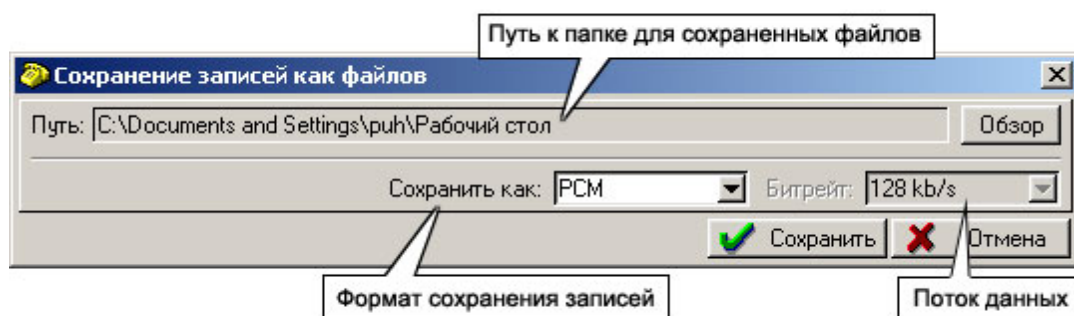 Путь к папке для сохраненных файлов
Сохранение записей как файлов
Путь: C:\Documents and Settings\puh\Рабочий стол Обзор
Сохранить как: PCM Битрейт: 128 kb/s
Сохранить Отмена
Формат сохранения записей Поток данных